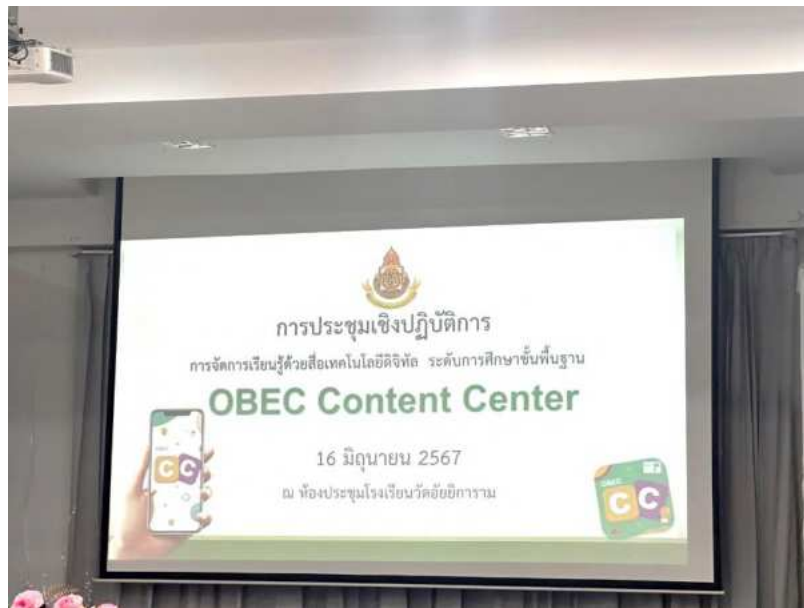 การประชุมเชิงปฏิบัติการ
การจัดการเรียนรู้ด้วยสื่อเทคโนโลยีดิจิทัล ระดับการศึกษาขั้นพื้นฐาน
OBEC Content Center
16 มิถุนายน 2567
ณ ห้องประชุมโรงเรียนวัดอัยยิการาม
CC
OBEC
CC